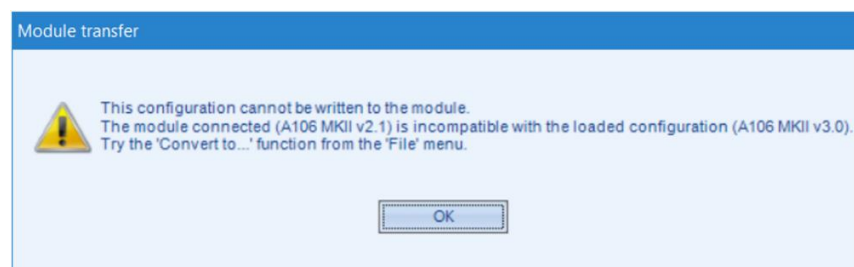 Module transfer
This configuration cannot be written to the module.
The module connected (A106 MKII v2.1) is incompatible with the loaded configuration (A106 MKII v3.0).
Try the 'Convert to...' function from the 'File' menu.
OK